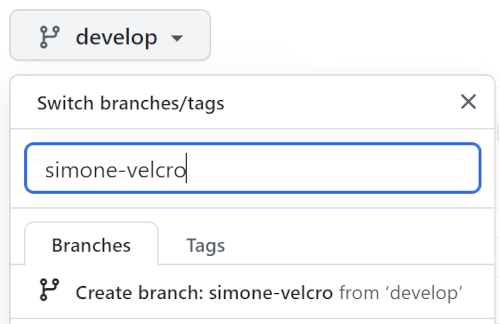 develop
Switch branches/tags
simone-velcro
Branches Tags
Create branch: simone-velcro from ‘develop’